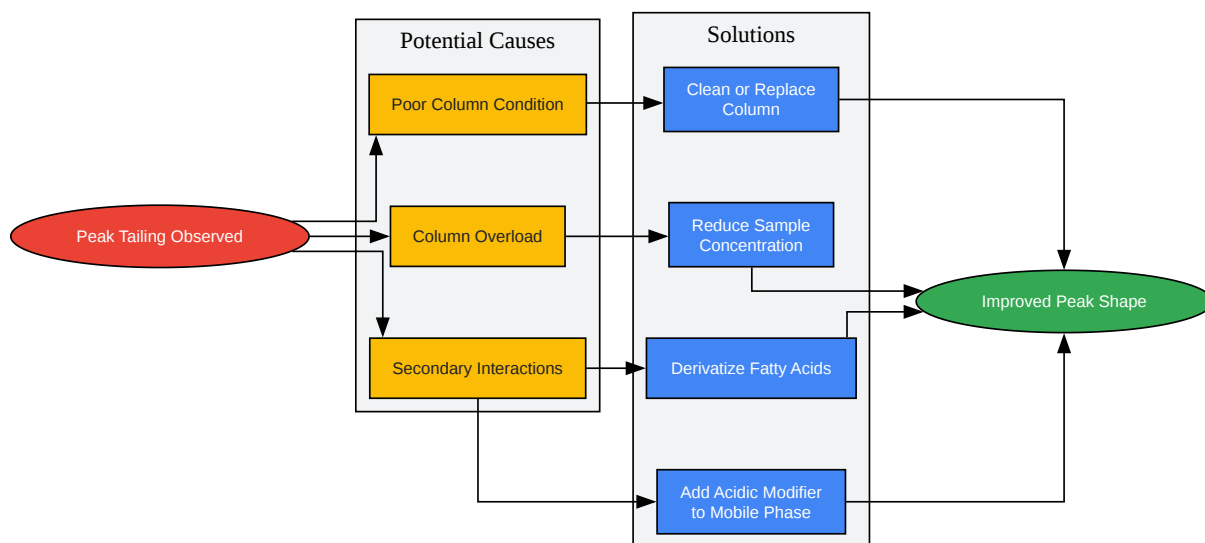 Potential Causes
Solutions
Poor Column Condition
Clean or Replace
Column
Peak Tailing Observed
Column Overload
Reduce Sample
Concentration
Improved Peak Shape
Secondary Interactions
Derivatize Fatty Acids
Add Acidic Modifier
to Mobile Phase